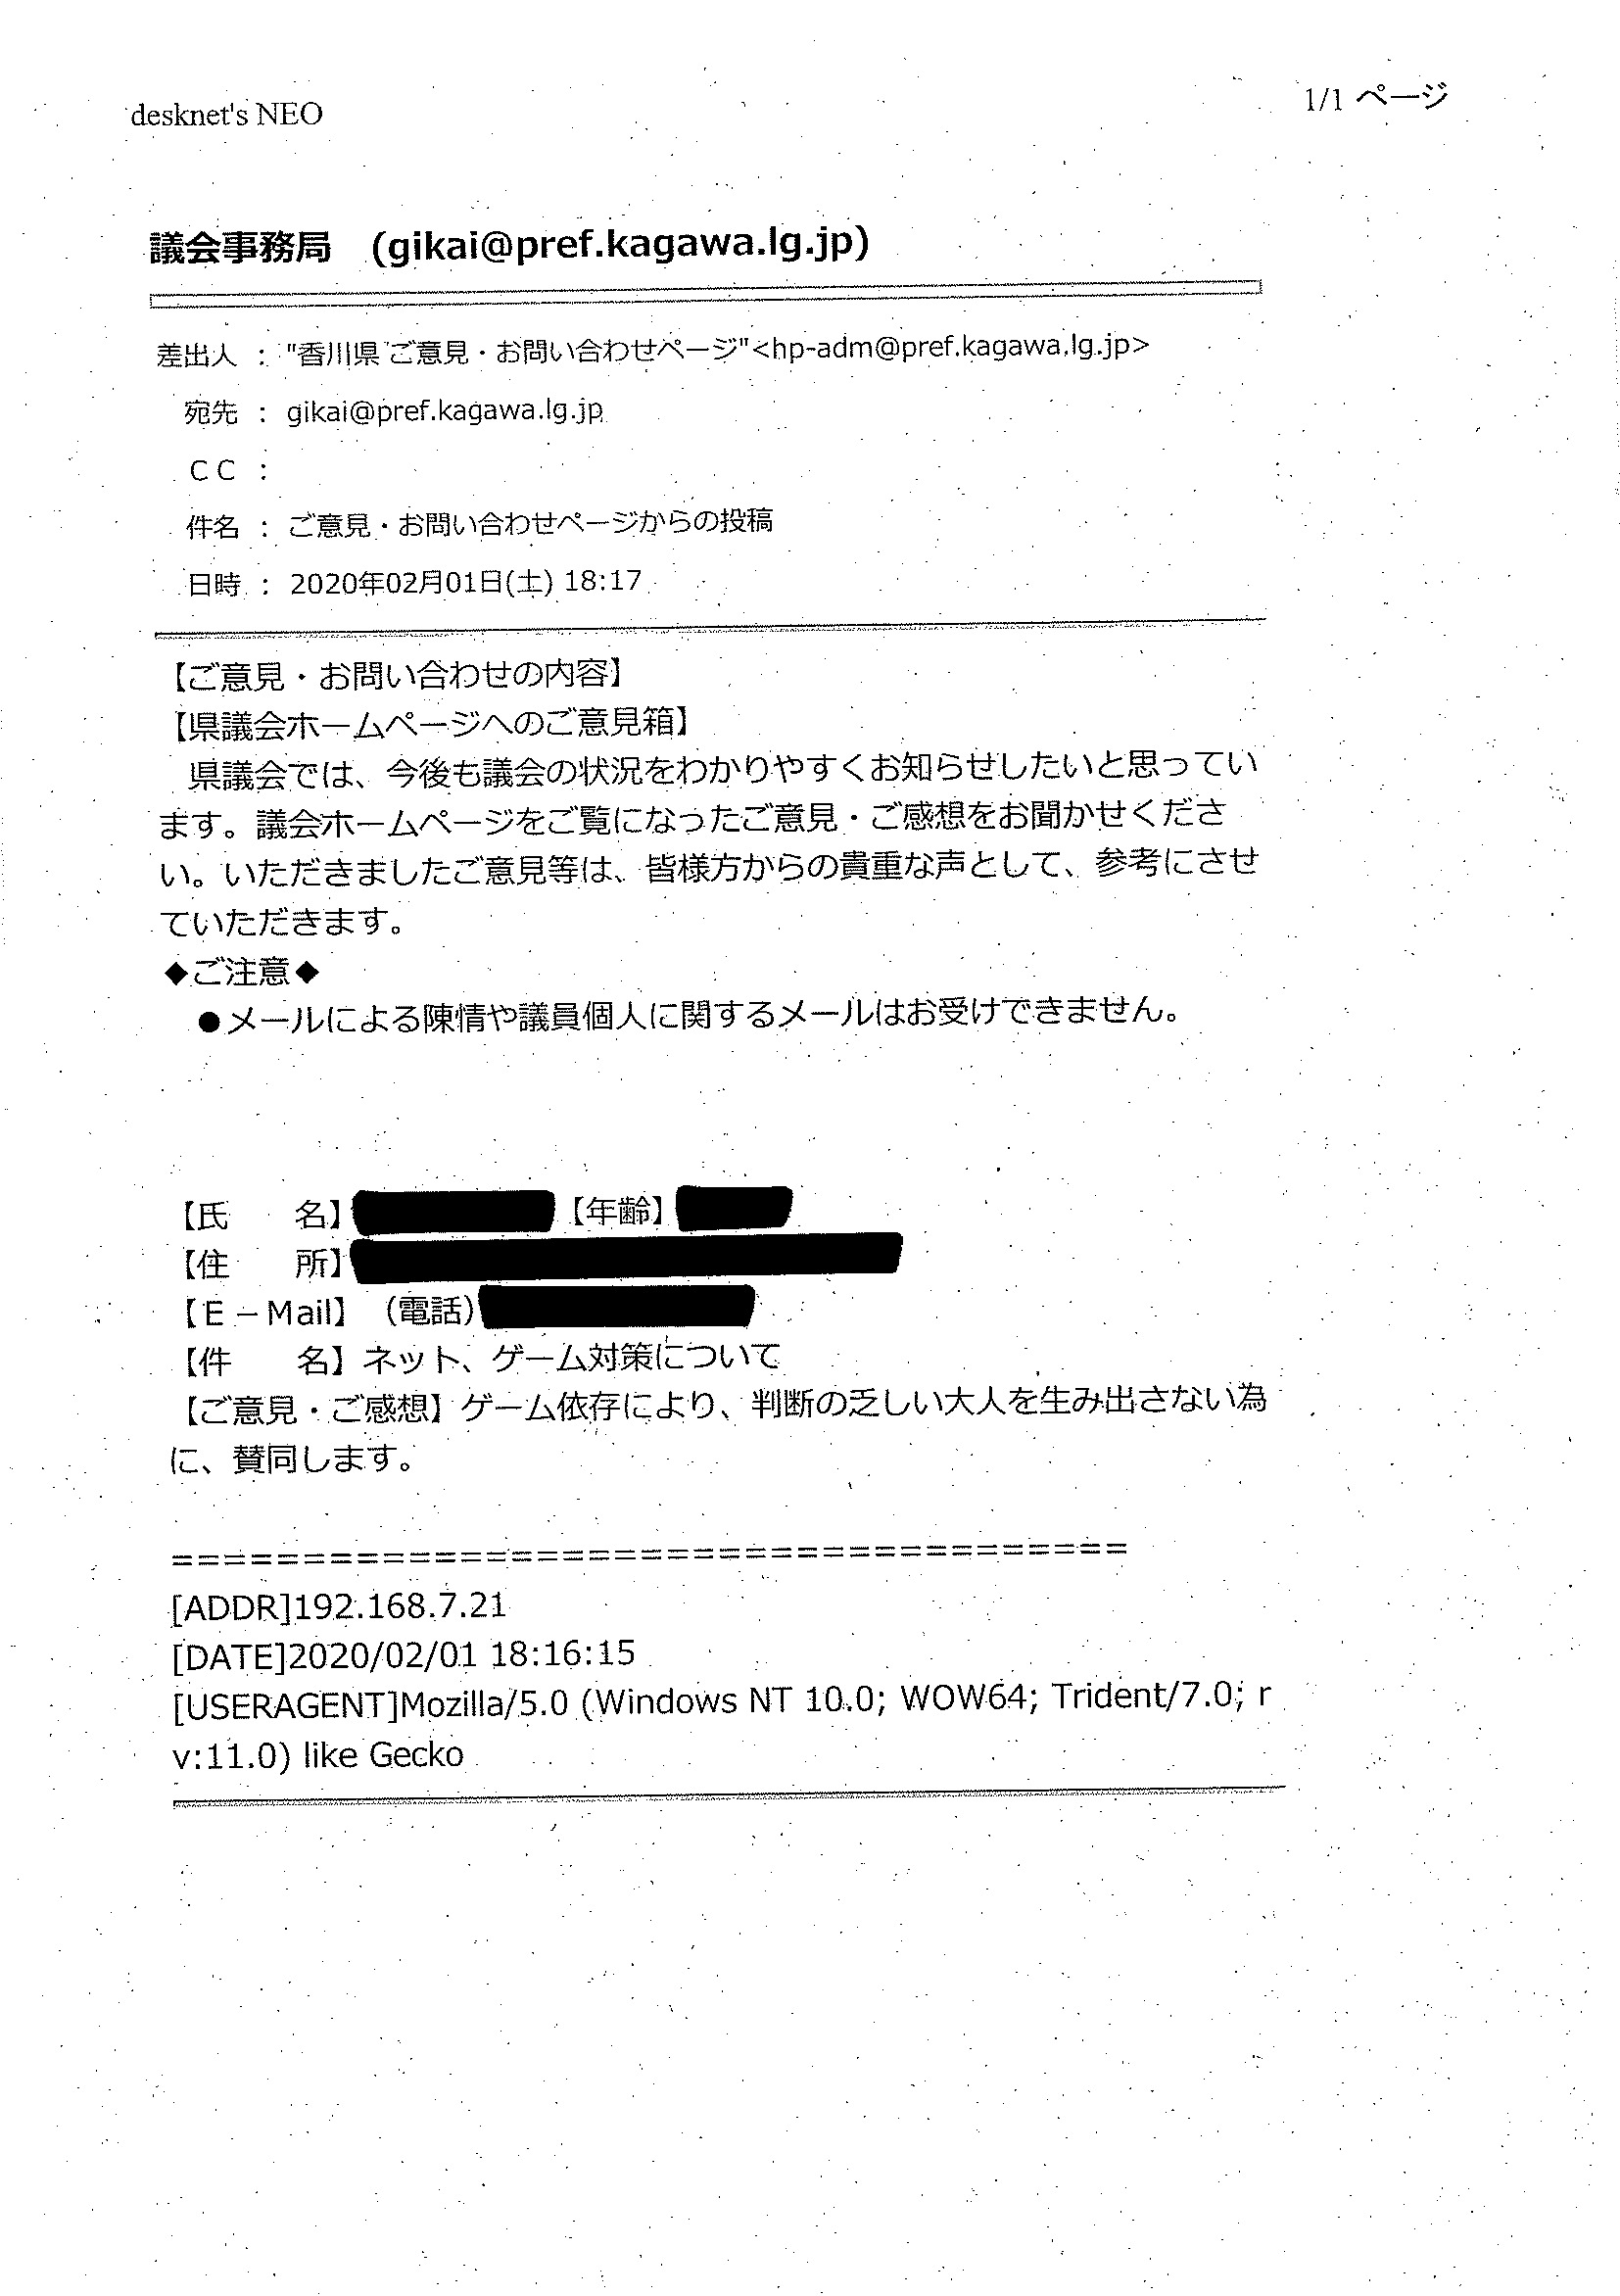 desknet's NEO
1/1 ページ
議会事務局 (gikai@pref.kagawa.lg.jp)
差出人 : "香川県 ご意見・お問い合わせページ"<hp-adm@pref.kagawa.lg.jp>
宛先 : gikai@pref.kagawa.lg.jp
CC :
件名 : ご意見・お問い合わせページからの投稿
日時 : 2020年02月01日(土) 18:17
【ご意見・お問い合わせの内容】
【県議会ホームページへのご意見箱】
県議会では、今後も議会の状況をわかりやすくお知らせしたいと思ってい
ます。議会ホームページをご覧になったご意見・ご感想をお聞かせくださ
い。いただきましたご意見等は、皆様方からの貴重な声として、参考にさせ
ていただきます。
◆ご注意◆
●メールによる陳情や議員個人に関するメールはお受けできません。
【氏　　名】【年齢】
【住　　所】
【E－Mail】（電話）
【件　　名】ネット、ゲーム対策について
【ご意見・ご感想】ゲーム依存により、判断の乏しい大人を生み出さない為
に、賛同します。
=====================================
[ADDR]192.168.7.21
[DATE]2020/02/01 18:16:15
[USERAGENT]Mozilla/5.0 (Windows NT 10.0; WOW64; Trident/7.0; r
v:11.0) like Gecko